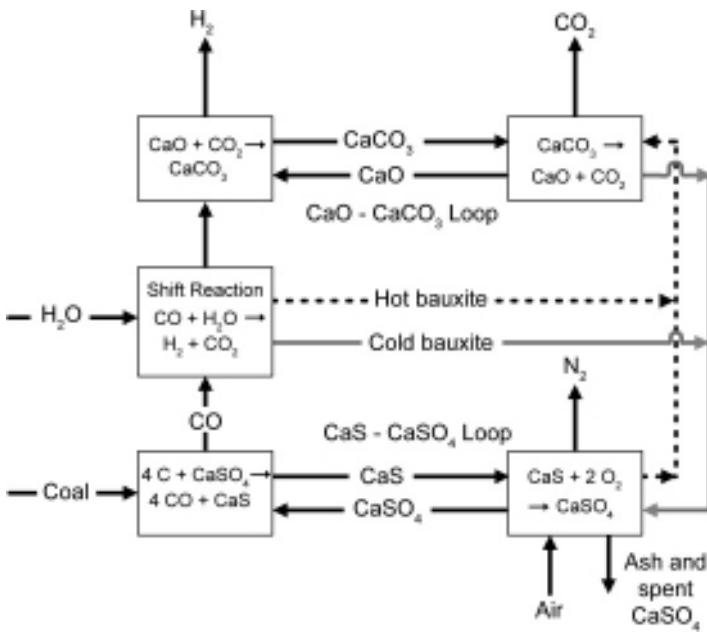 H₂
CO₂
CaO + CO₂ →
CaCO₃
CaCO₃
CaO
CaCO₃ →
CaO + CO₂
CaO - CaCO₃ Loop
H₂O
Shift Reaction
CO + H₂O →
H₂ + CO₂
Hot bauxite
Cold bauxite
N₂
CO
CaS - CaSO₄ Loop
Coal
4 C + CaSO₄ →
4 CO + CaS
CaS
CaSO₄
CaS + 2 O₂
→ CaSO₄
Air
Ash and
spent
CaSO₄